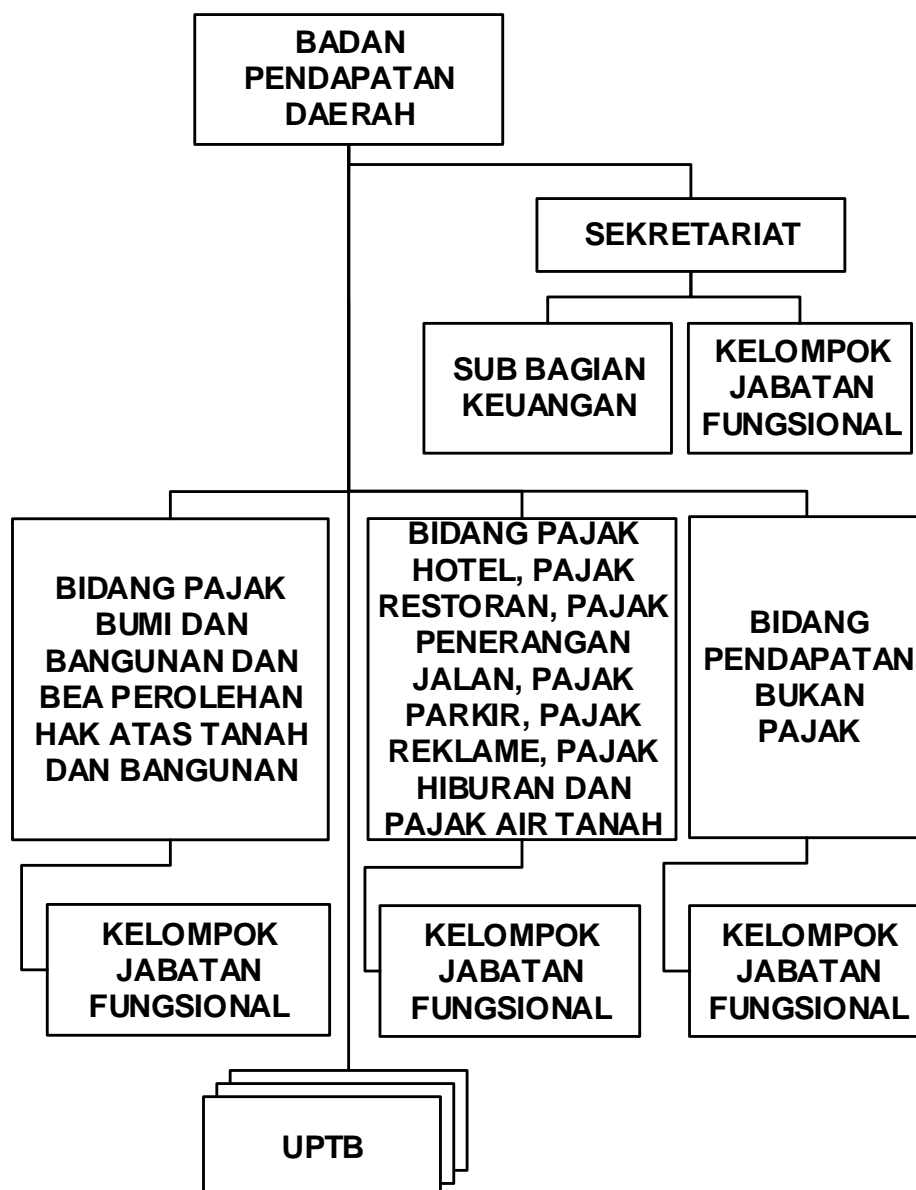 BADAN
PENDAPATAN
DAERAH
SEKRETARIAT
SUB BAGIAN
KEUANGAN
KELOMPOK
JABATAN
FUNGSIONAL
BIDANG PAJAK
BUMI DAN
BANGUNAN DAN
BEA PEROLEHAN
HAK ATAS TANAH
DAN BANGUNAN
BIDANG PAJAK
HOTEL, PAJAK
RESTORAN, PAJAK
PENERANGAN
JALAN, PAJAK
PARKIR, PAJAK
REKLAME, PAJAK
HIBURAN DAN
PAJAK AIR TANAH
BIDANG
PENDAPATAN
BUKAN
PAJAK
KELOMPOK
JABATAN
FUNGSIONAL
KELOMPOK
JABATAN
FUNGSIONAL
KELOMPOK
JABATAN
FUNGSIONAL
UPTB